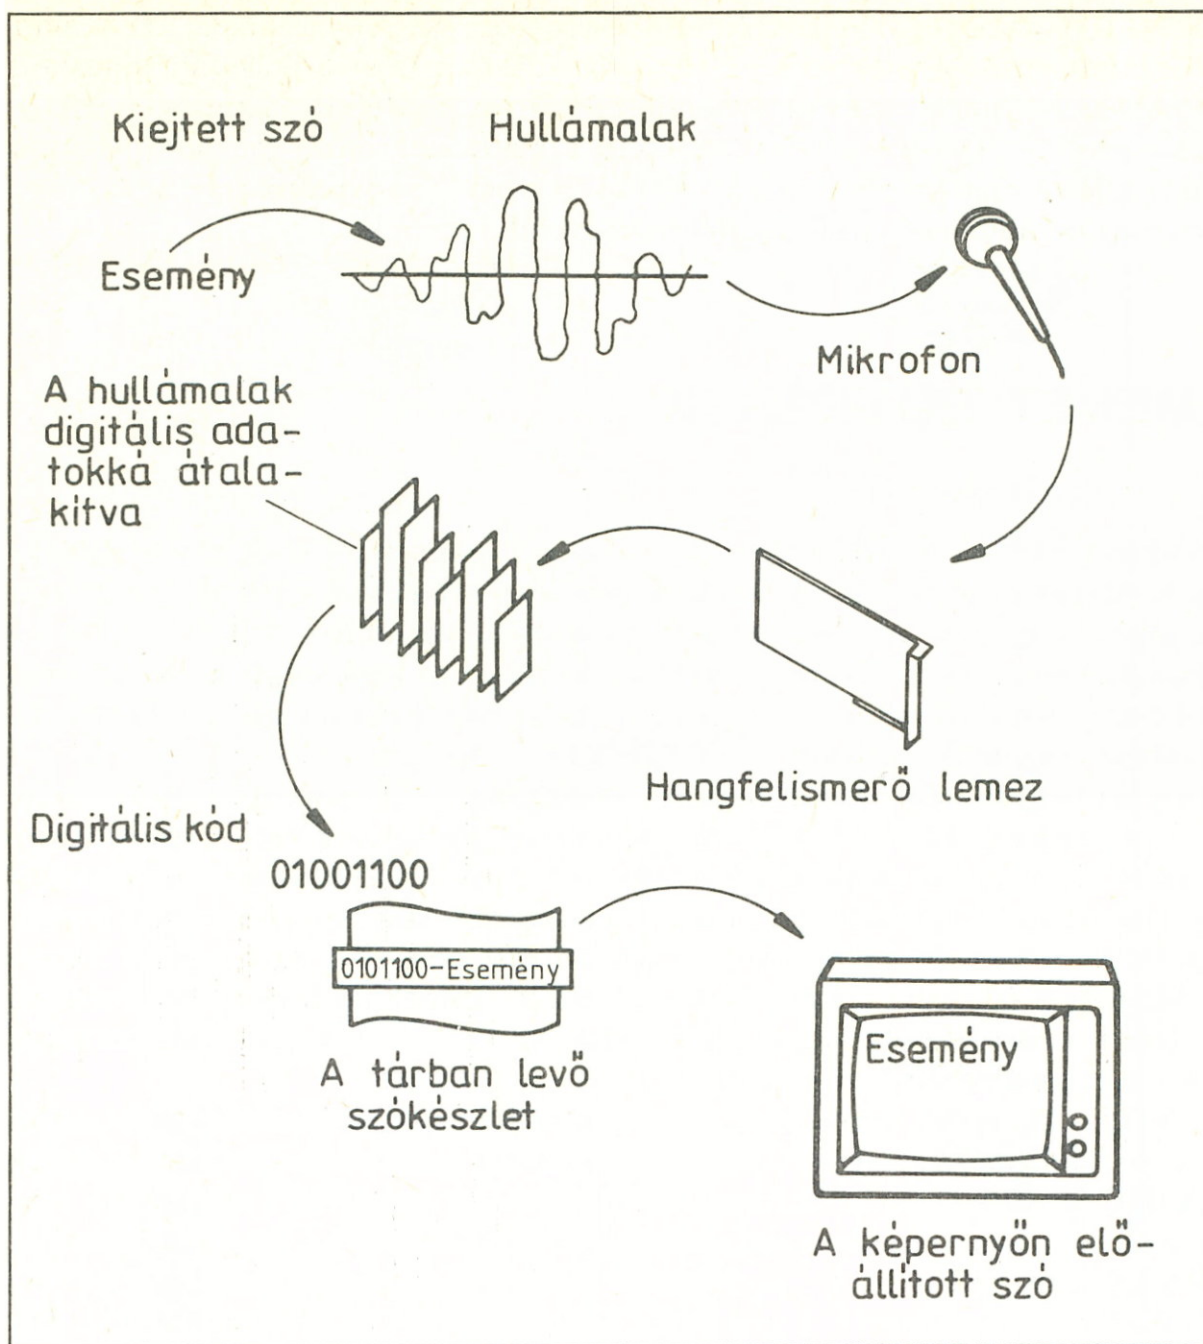 Kiejtett szó
Hullámalak
Esemény
Mikrofon
A hullámalak
digitális ada-
tokká átala-
kítva
Hangfelismerő lemez
Digitális kód
01001100
0101100-Esemény
A tárban levő
szókészlet
Esemény
A képernyőn elő-
állított szó